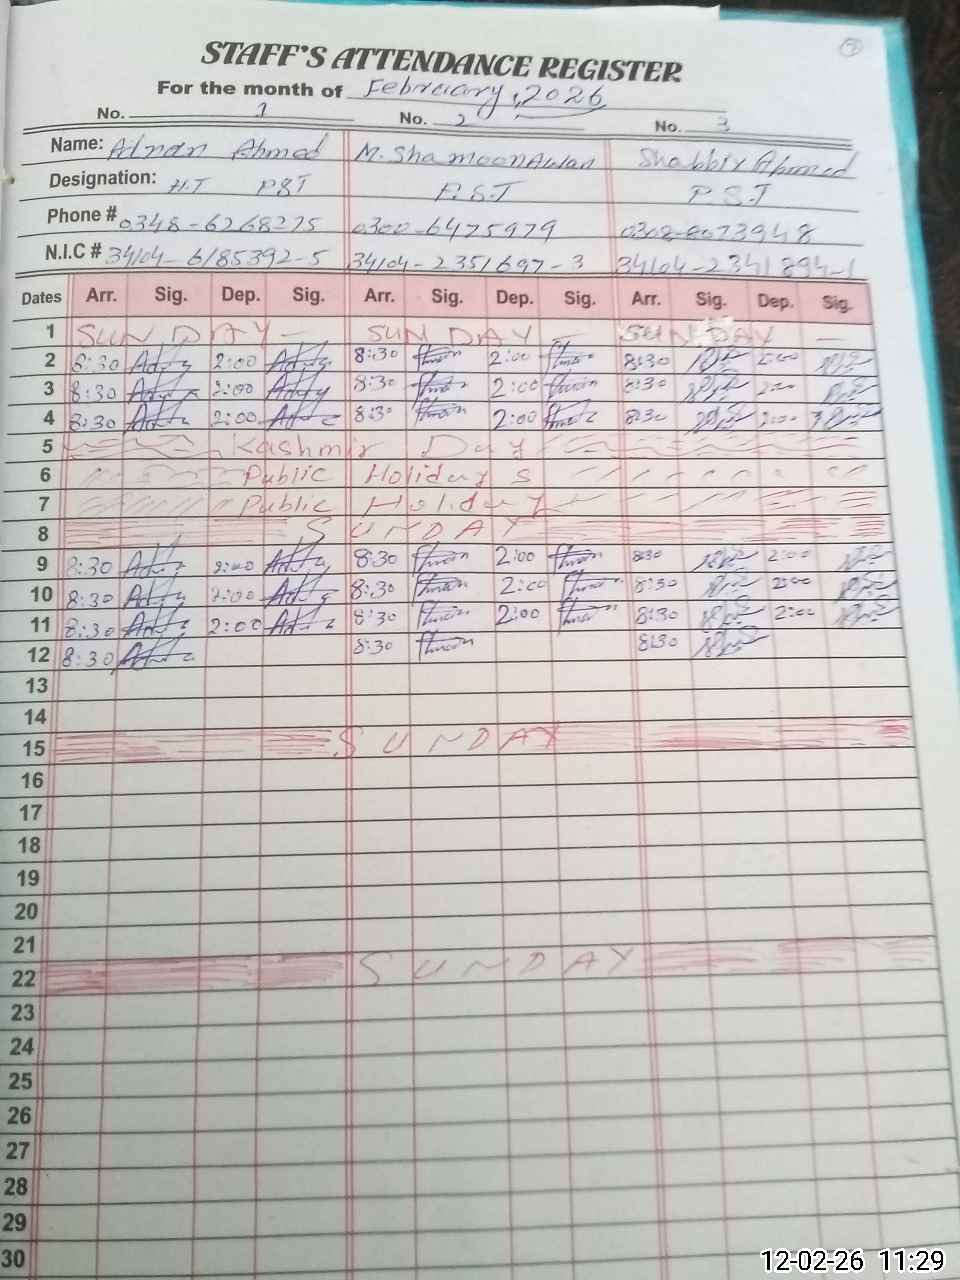 7
STAFF'S ATTENDANCE REGISTER
For the month of February, 2026
No. 1 No. 2 No. 3
Name: Adnan Ahmed M. Shamoon Awan Shabbir Ahmed
Designation: H.T PST P.S.T P.S.T
Phone # 0348-6268275 0300-6475979
N.I.C # 34104-6185392-5 34104-2351697-3 34104-2341894-1
Dates Arr. Sig. Dep. Sig. Arr. Sig. Dep. Sig. Arr. Sig. Dep. Sig.
1 SUNDAY — SUNDAY — SUNDAY —
2 8:30 2:00 8:30 2:00 8:30 2:00
3 8:30 2:00 8:30 2:00 8:30 2:00
4 8:30 2:00 8:30 2:00 8:30 2:00
5 Kashmir Day
6 Public Holidays
7 Public Holiday
8 SUNDAY
9 8:30 2:00 8:30 2:00 8:30 2:00
10 8:30 2:00 8:30 2:00 8:30 2:00
11 8:30 2:00 8:30 2:00 8:30 2:00
12 8:30 8:30 8:30
13
14
15 SUNDAY
16
17
18
19
20
21
22 SUNDAY
23
24
25
26
27
28
29
30
12-02-26 11:29